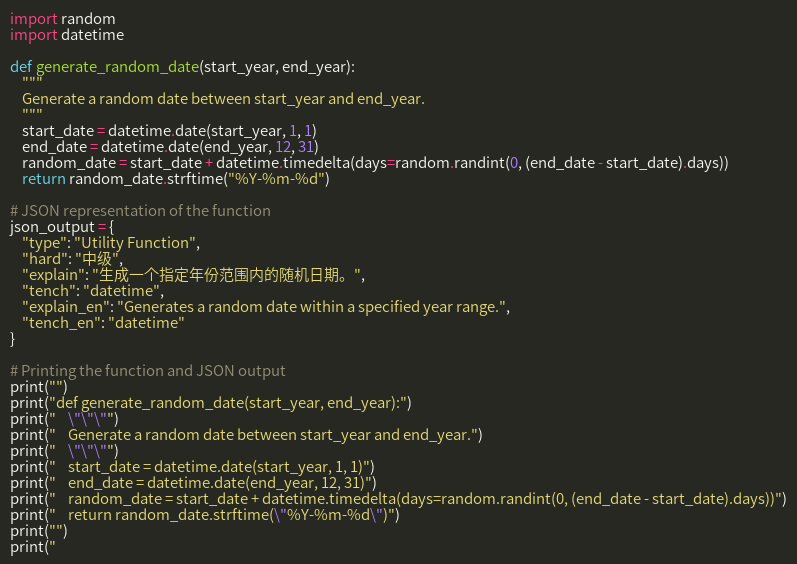 import random
import datetime

def generate_random_date(start_year, end_year):
    """
    Generate a random date between start_year and end_year.
    """
    start_date = datetime.date(start_year, 1, 1)
    end_date = datetime.date(end_year, 12, 31)
    random_date = start_date + datetime.timedelta(days=random.randint(0, (end_date - start_date).days))
    return random_date.strftime("%Y-%m-%d")

# JSON representation of the function
json_output = {
    "type": "Utility Function",
    "hard": "中级",
    "explain": "生成一个指定年份范围内的随机日期。",
    "tench": "datetime",
    "explain_en": "Generates a random date within a specified year range.",
    "tench_en": "datetime"
}

# Printing the function and JSON output
print("")
print("def generate_random_date(start_year, end_year):")
print("    \"\"\"")
print("    Generate a random date between start_year and end_year.")
print("    \"\"\"")
print("    start_date = datetime.date(start_year, 1, 1)")
print("    end_date = datetime.date(end_year, 12, 31)")
print("    random_date = start_date + datetime.timedelta(days=random.randint(0, (end_date - start_date).days))")
print("    return random_date.strftime(\"%Y-%m-%d\")")
print("")
print("